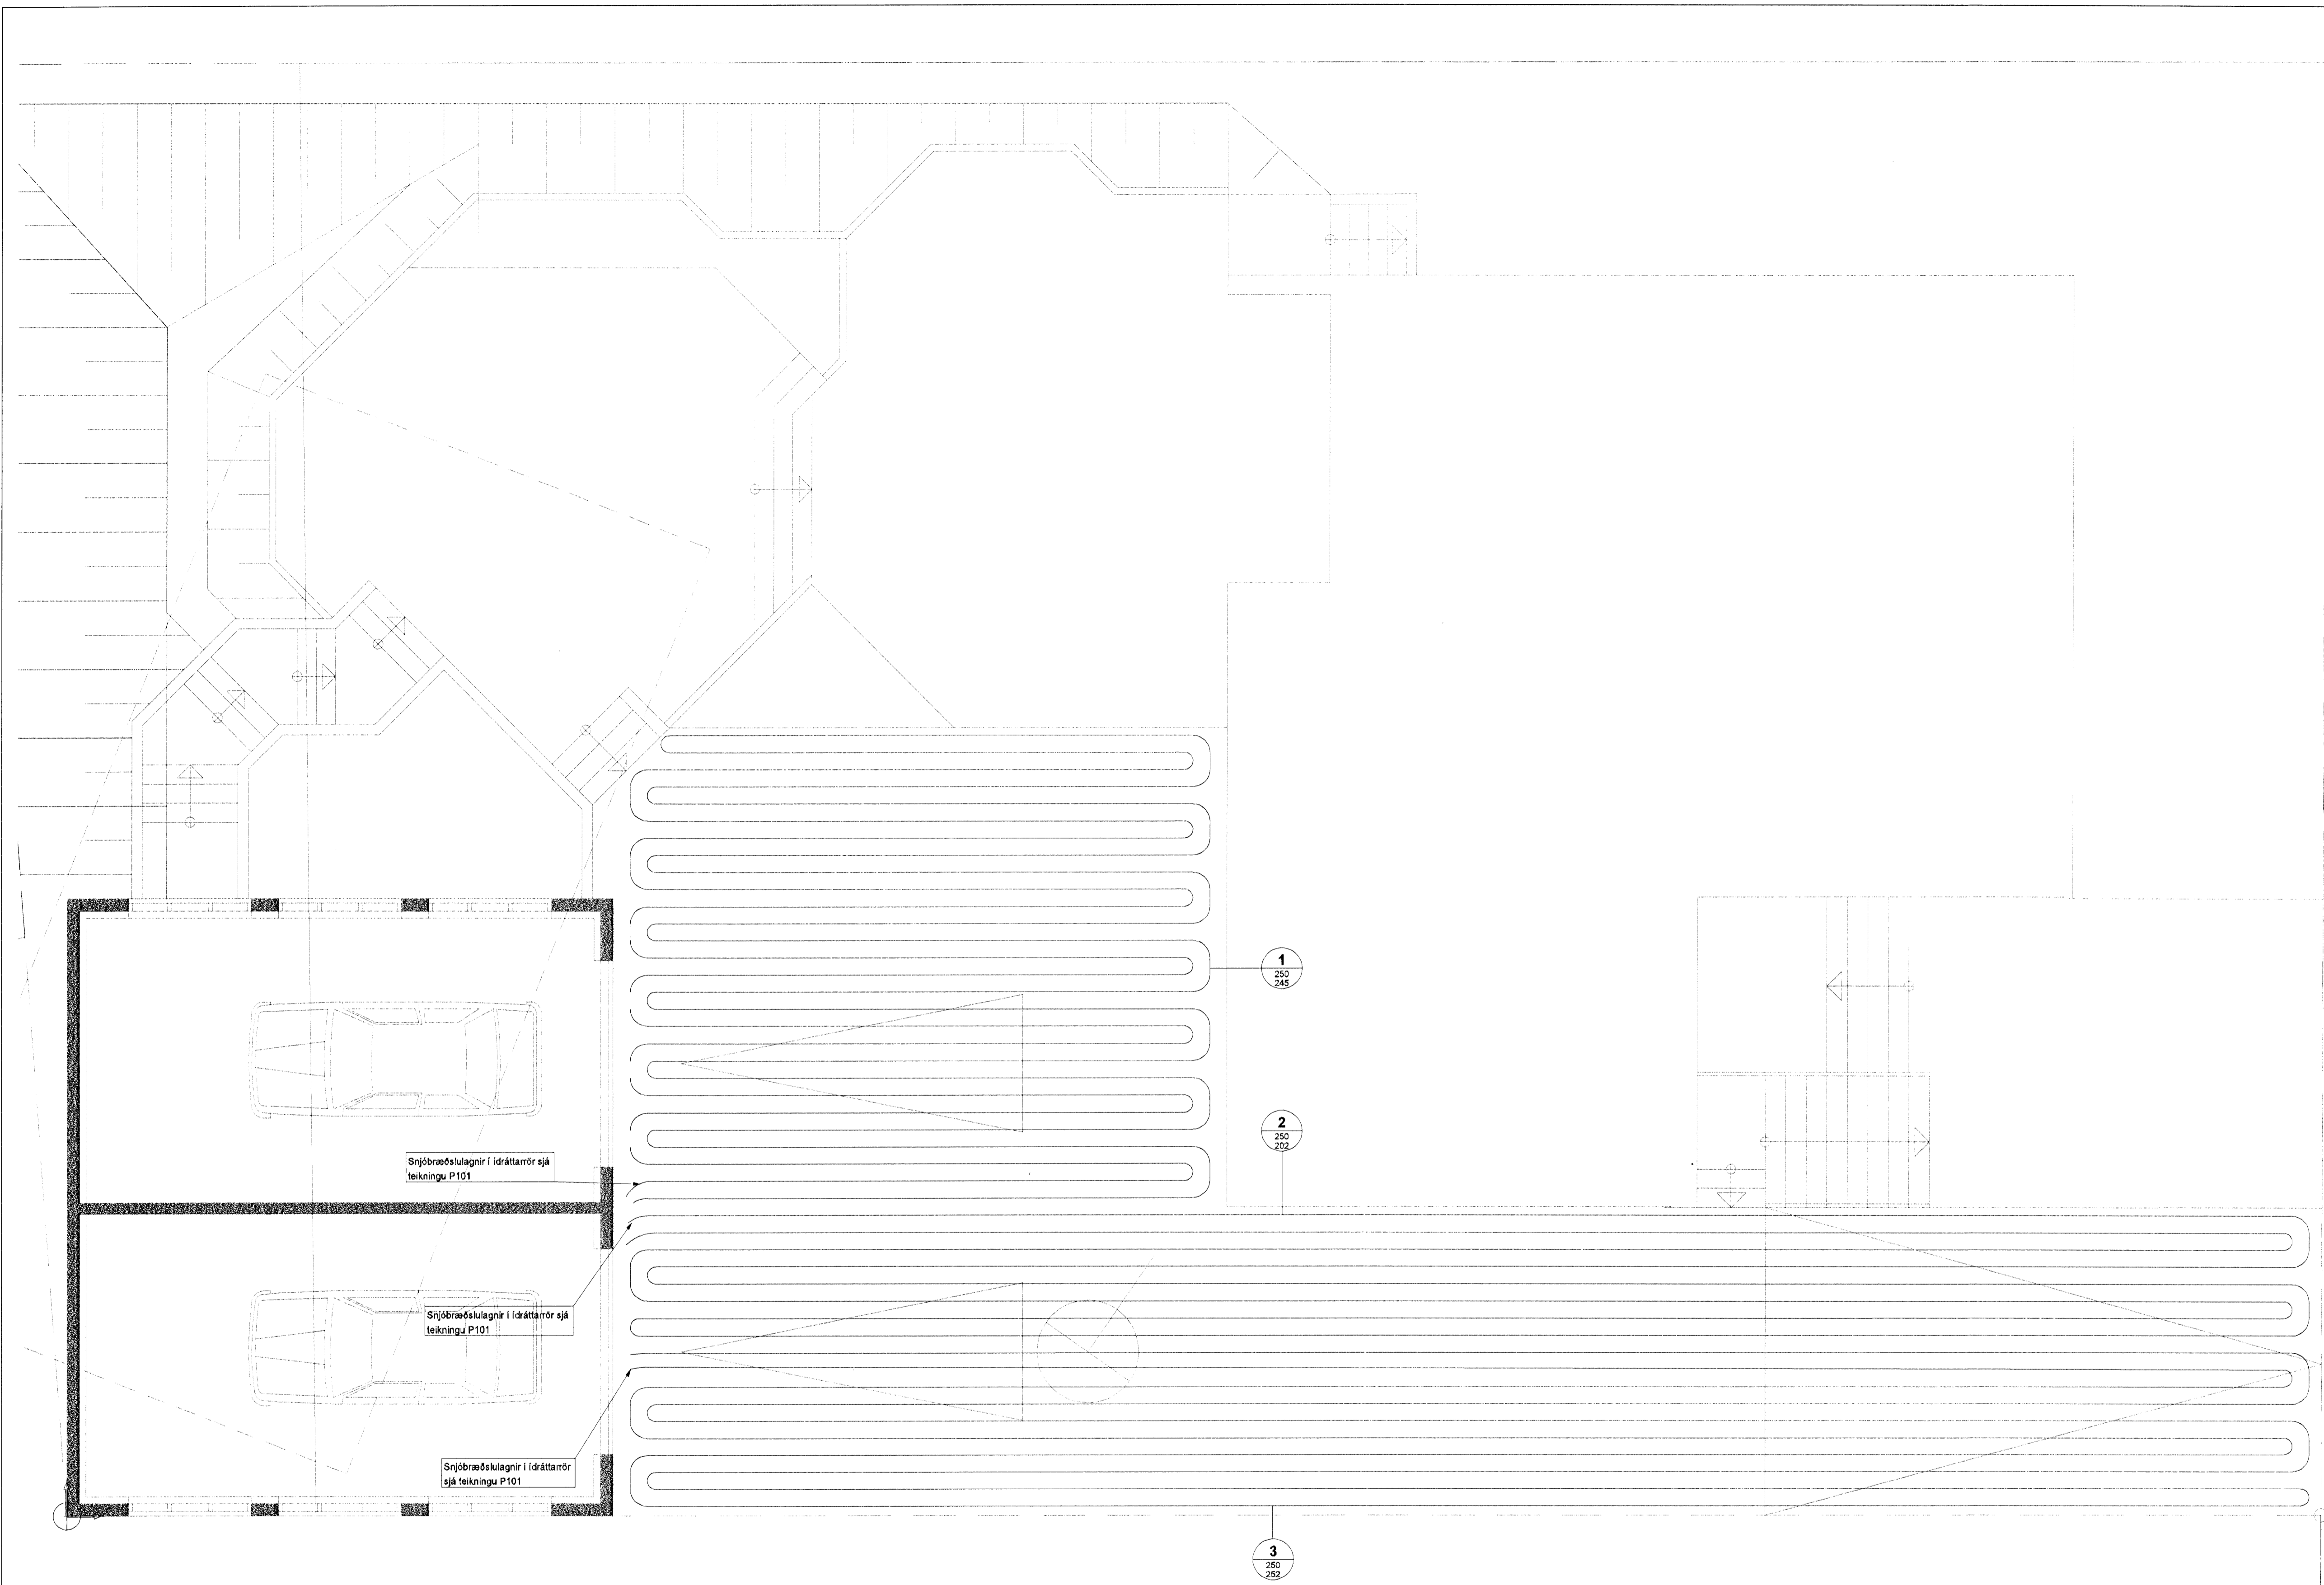 1
250
245
2
250
202
Snjóbræðslulagnir í ídráttarrör sjá
teikningu P101
Snjóbræðslulagnir í ídráttarrör sjá
teikningu P101
Snjóbræðslulagnir í ídráttarrör
sjá teikningu P101
3
250
252